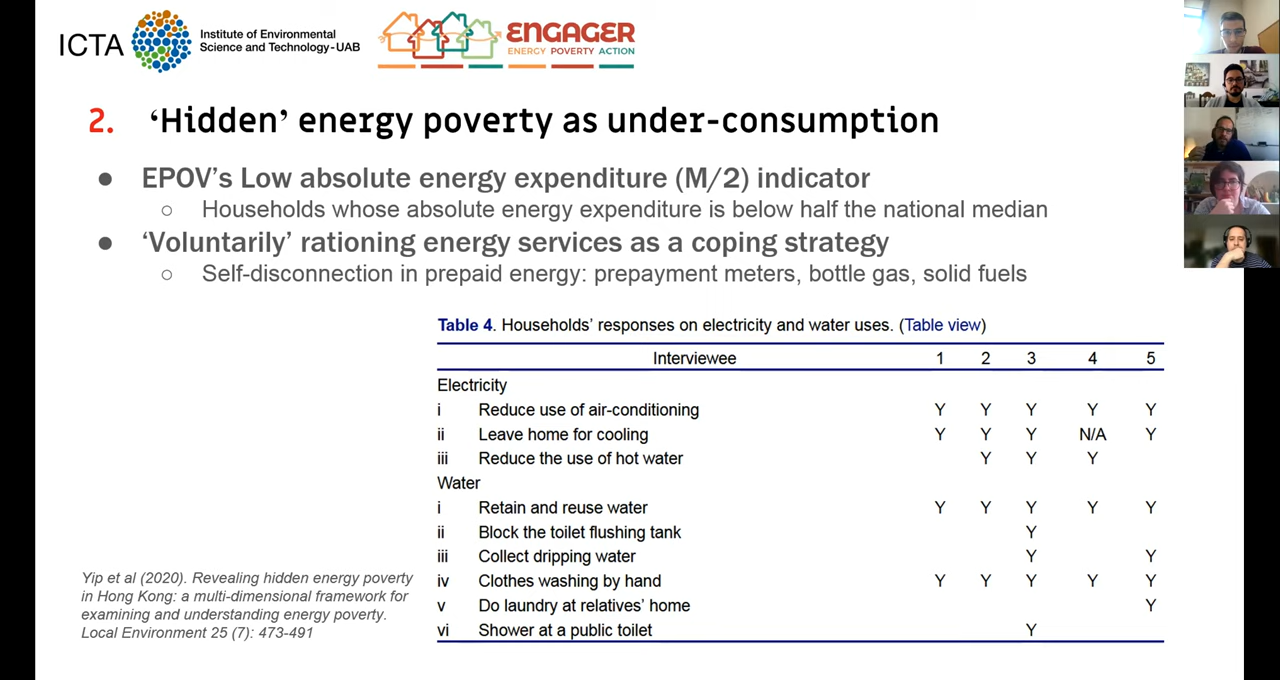 ICTA
Institute of Environmental
Science and Technology-UAB
ENGAGER
ENERGY POVERTY ACTION
2. ‘Hidden’ energy poverty as under-consumption
● EPOV’s Low absolute energy expenditure (M/2) indicator
○ Households whose absolute energy expenditure is below half the national median
● ‘Voluntarily’ rationing energy services as a coping strategy
○ Self-disconnection in prepaid energy: prepayment meters, bottle gas, solid fuels
Table 4. Households’ responses on electricity and water uses. (Table view)
Interviewee 1 2 3 4 5
Electricity
i Reduce use of air-conditioning Y Y Y Y Y
ii Leave home for cooling Y Y Y N/A Y
iii Reduce the use of hot water Y Y Y
Water
i Retain and reuse water Y Y Y Y Y
ii Block the toilet flushing tank Y
iii Collect dripping water Y Y
iv Clothes washing by hand Y Y Y Y Y
v Do laundry at relatives’ home Y
vi Shower at a public toilet Y
Yip et al (2020). Revealing hidden energy poverty
in Hong Kong: a multi-dimensional framework for
examining and understanding energy poverty.
Local Environment 25 (7): 473-491